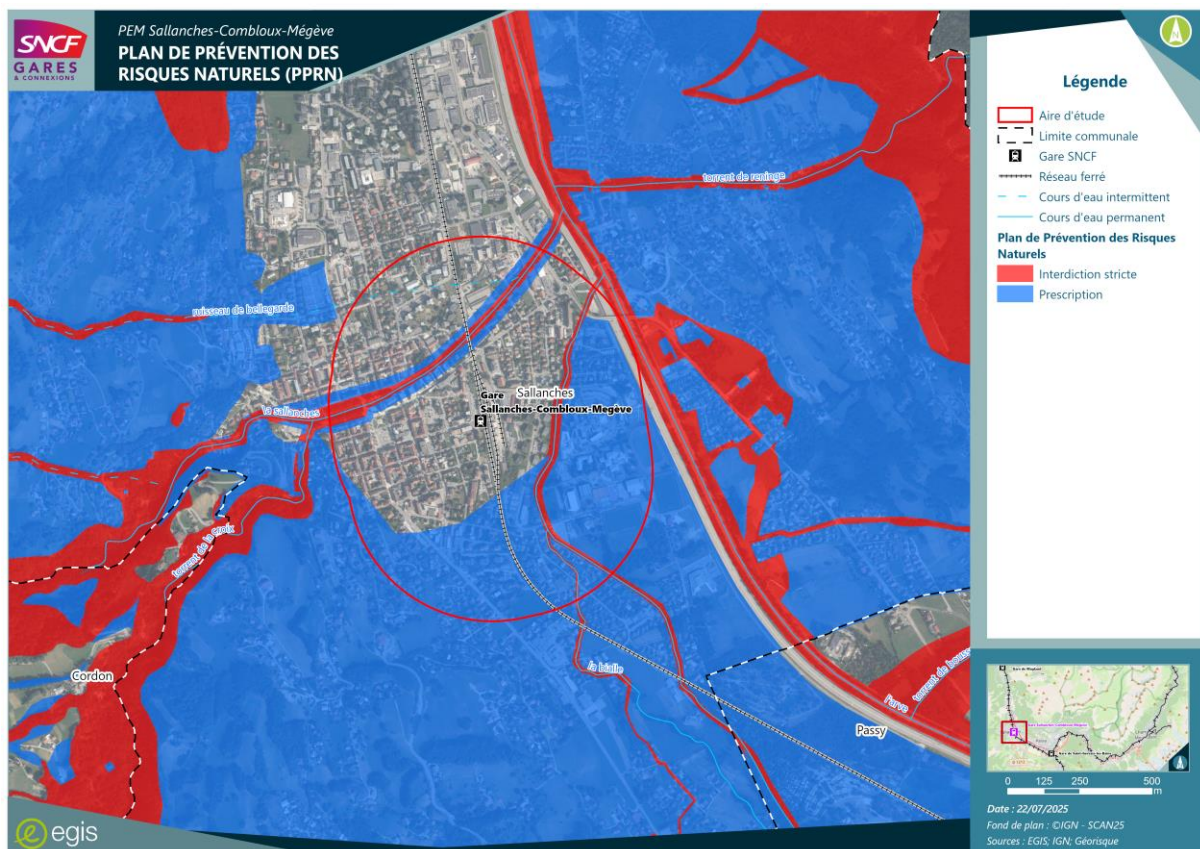 SNCF
GARES
& CONNEXIONS
PEM Sallanches-Combloux-Mégève
PLAN DE PRÉVENTION DES
RISQUES NATURELS (PPRN)
Légende
Aire d'étude
Limite communale
Gare SNCF
Réseau ferré
Cours d'eau intermittent
Cours d'eau permanent
Plan de Prévention des Risques
Naturels
Interdiction stricte
Prescription
torrent de reninge
ruisseau de bellegarde
la sallanches
Sallanches
Gare
Sallanches-Combloux-Megève
torrent de la croix
Cordon
la bialle
l'arve
torrent de
Passy
0 125 250 500
m
Date : 22/07/2025
Fond de plan : ©IGN - SCAN25
Sources : EGIS; IGN; Géorisque
egis